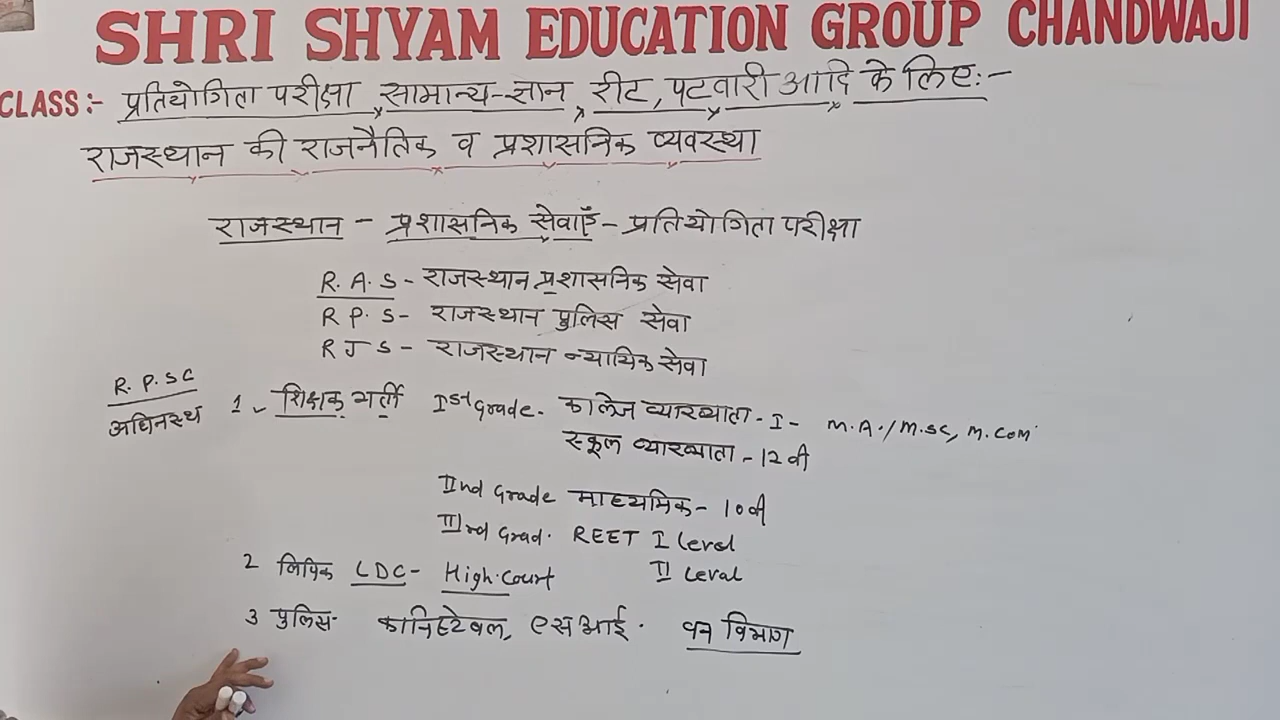 SHRI SHYAM EDUCATION GROUP CHANDWAJI
CLASS:- प्रतियोगिता परीक्षा, सामान्य-ज्ञान, रीट, पटवारी आदि के लिए:-
राजस्थान की राजनैतिक व प्रशासनिक व्यवस्था
राजस्थान - प्रशासनिक सेवाएँ - प्रतियोगिता परीक्षा
R. A. S - राजस्थान प्रशासनिक सेवा
R P. S - राजस्थान पुलिस सेवा
R J S - राजस्थान न्यायिक सेवा
R. P. SC
अधिनस्थ
1. शिक्षक भर्ती Ist Grade. कालेज व्याख्याता - I - M.A./M.SC, M.COM
स्कूल व्याख्याता - 12 वी
IInd Grade माध्यमिक - 10 वी
IIIrd Grad. REET I Level
II Leval
2 लिपिक LDC - High.Court
3 पुलिस कानिस्टेबल, एसआई. वन विभाग